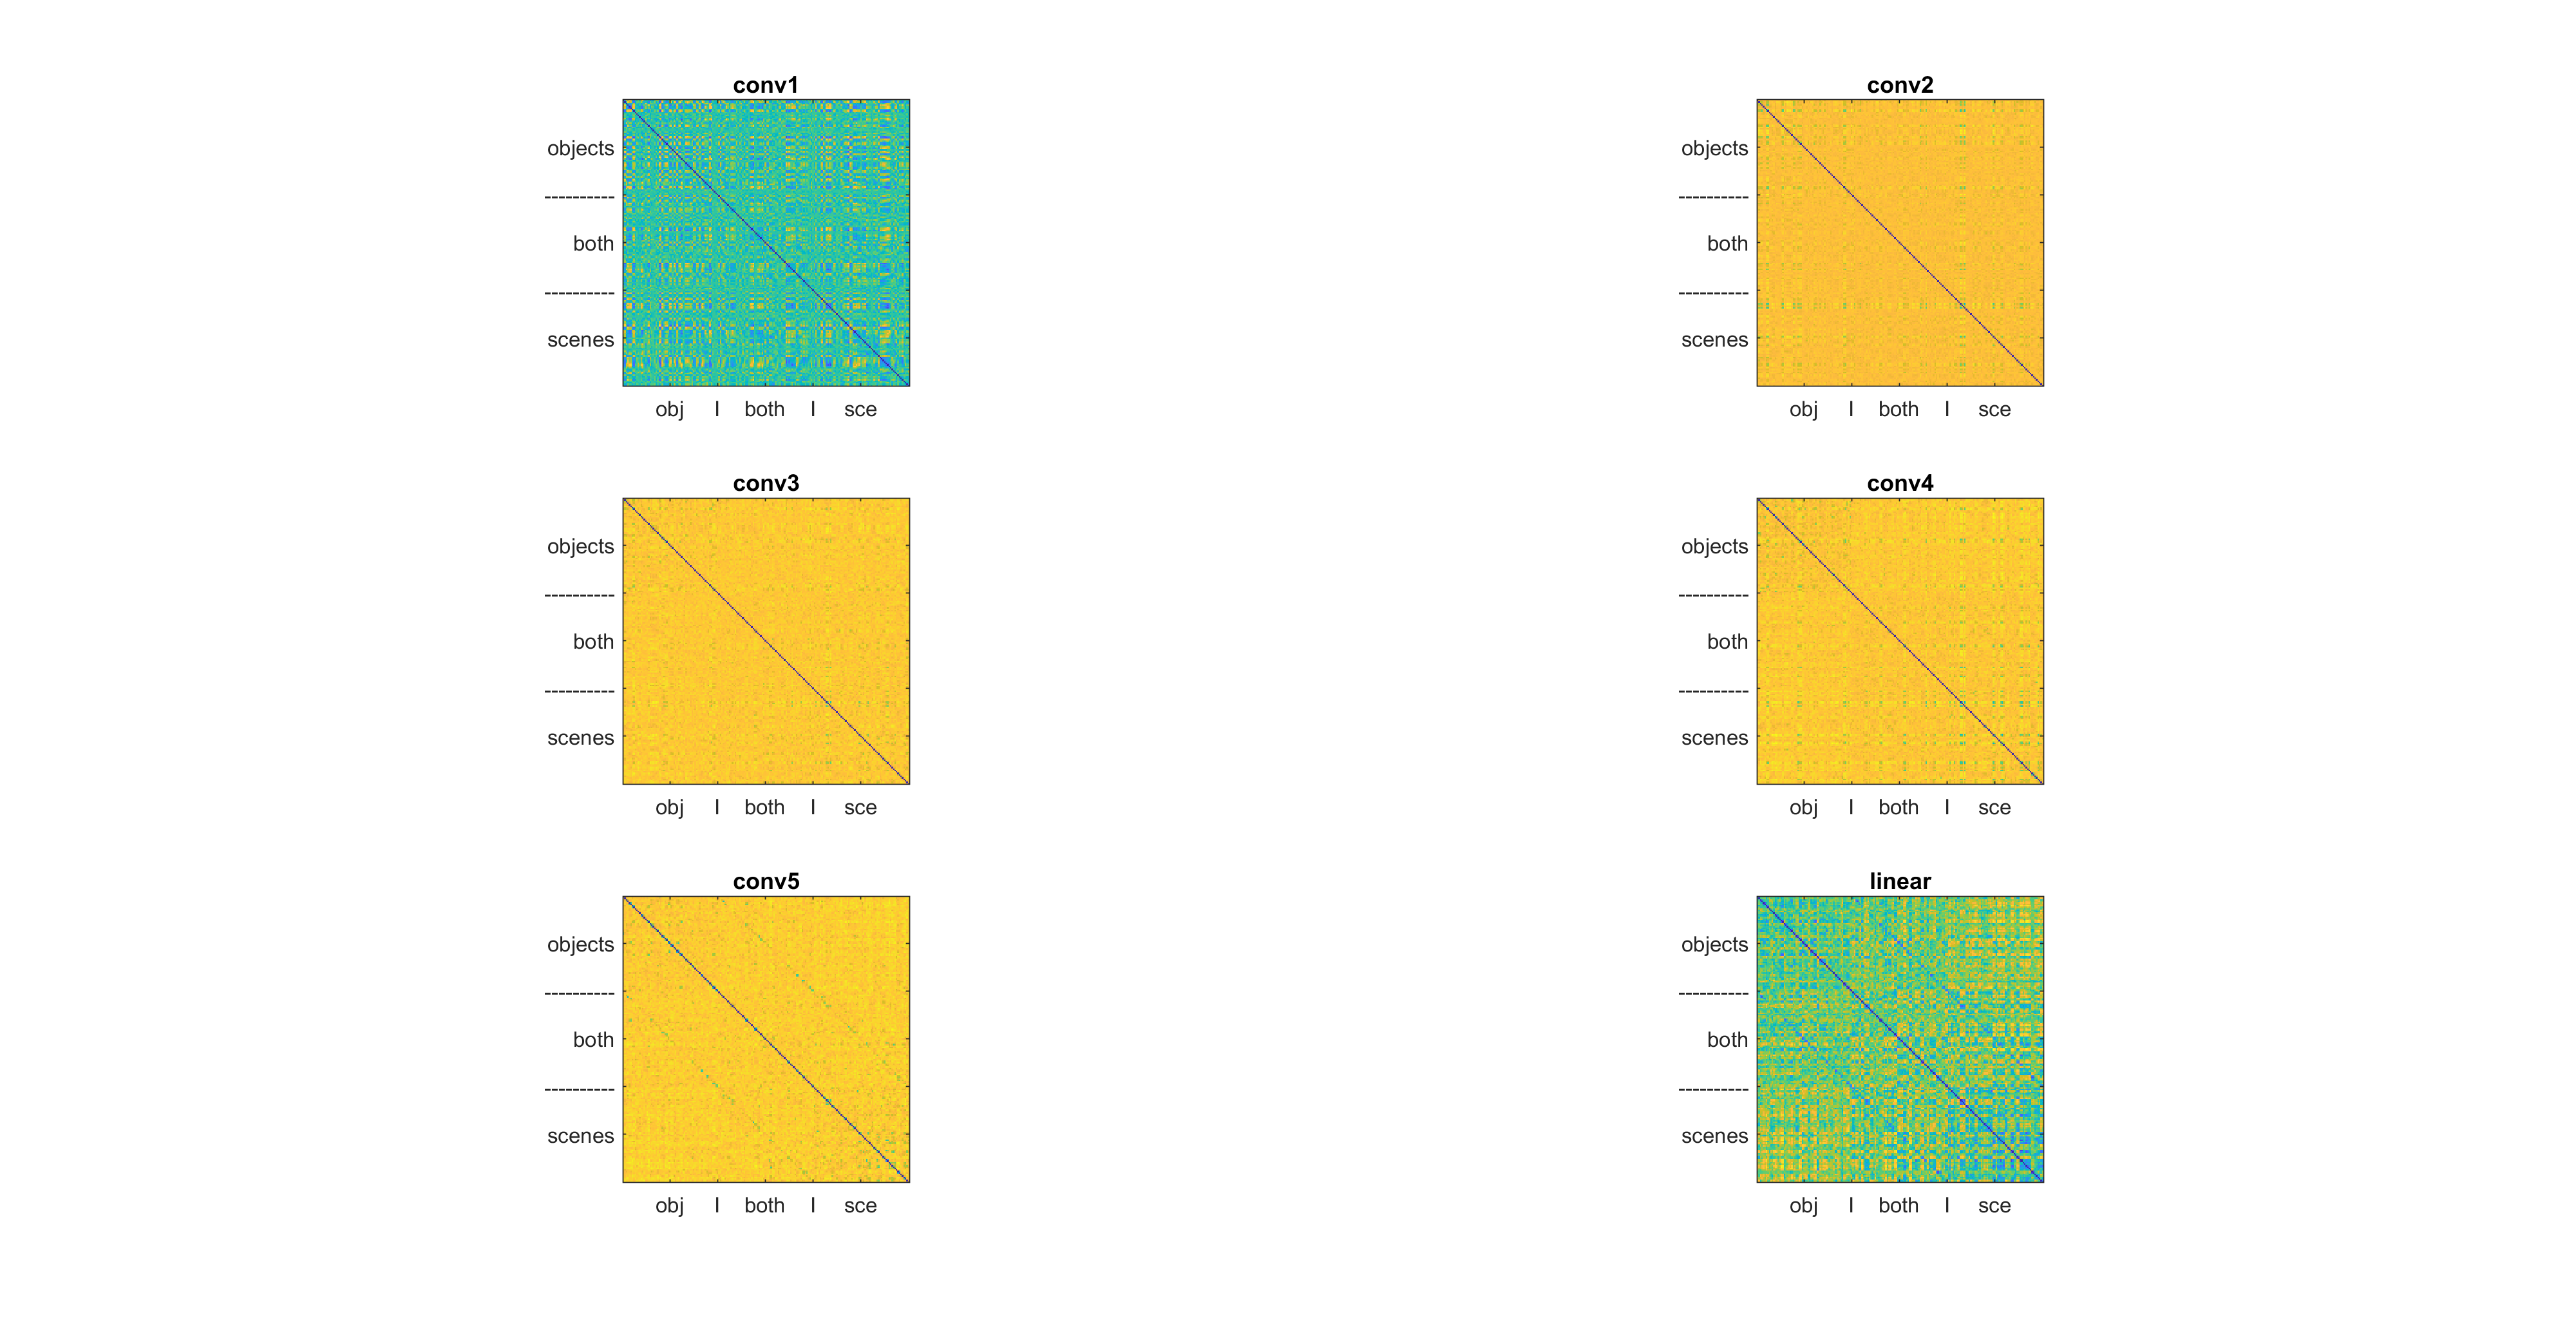 conv1
objects
----------
both
----------
scenes
obj I both I sce
conv2
objects
----------
both
----------
scenes
obj I both I sce
conv3
objects
----------
both
----------
scenes
obj I both I sce
conv4
objects
----------
both
----------
scenes
obj I both I sce
conv5
objects
----------
both
----------
scenes
obj I both I sce
linear
objects
----------
both
----------
scenes
obj I both I sce